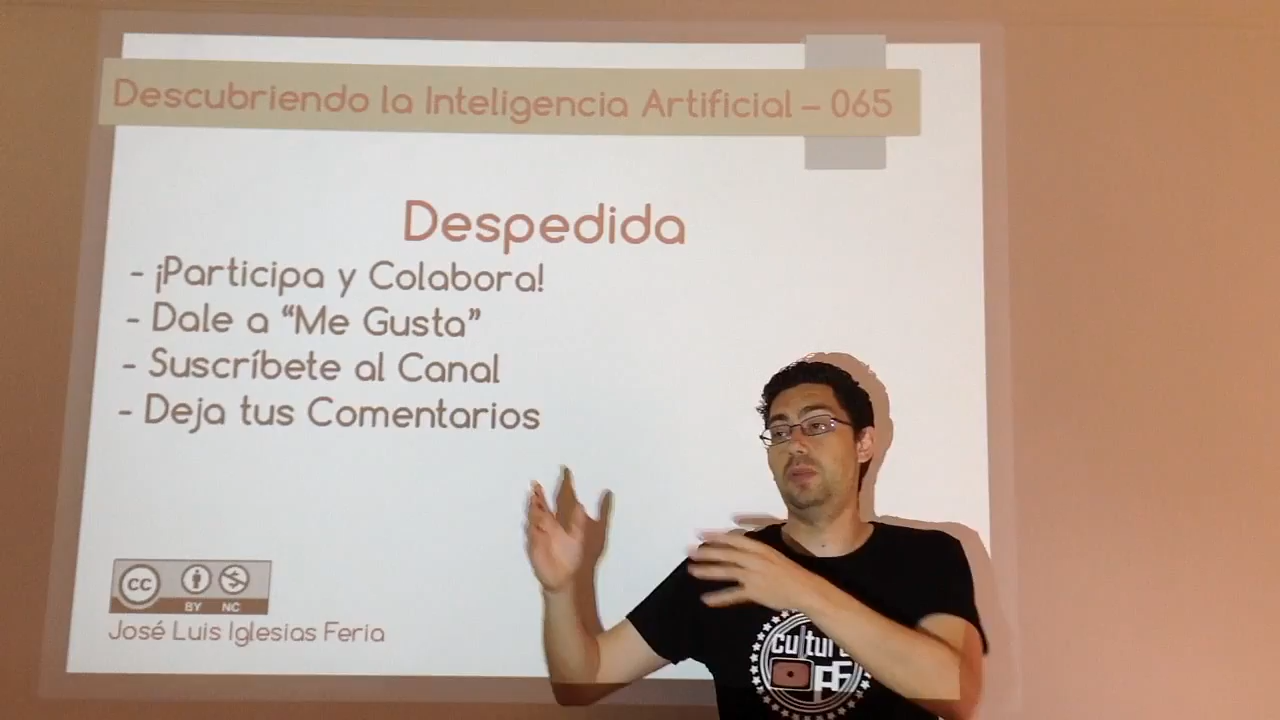 Descubriendo la Inteligencia Artificial – 065
Despedida
- ¡Participa y Colabora!
- Dale a “Me Gusta”
- Suscríbete al Canal
- Deja tus Comentarios
cc
BY NC
José Luis Iglesias Feria